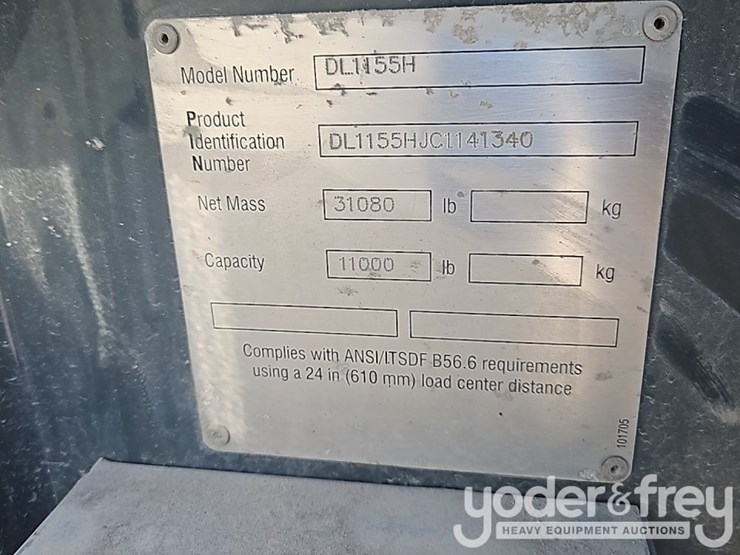 Model Number DL1155H
Product
Identification DL1155HJC1141340
Number
Net Mass 31080 lb kg
Capacity 11000 lb kg
Complies with ANSI/ITSDF B56.6 requirements
using a 24 in (610 mm) load center distance
101705
yoder&frey
HEAVY EQUIPMENT AUCTIONS